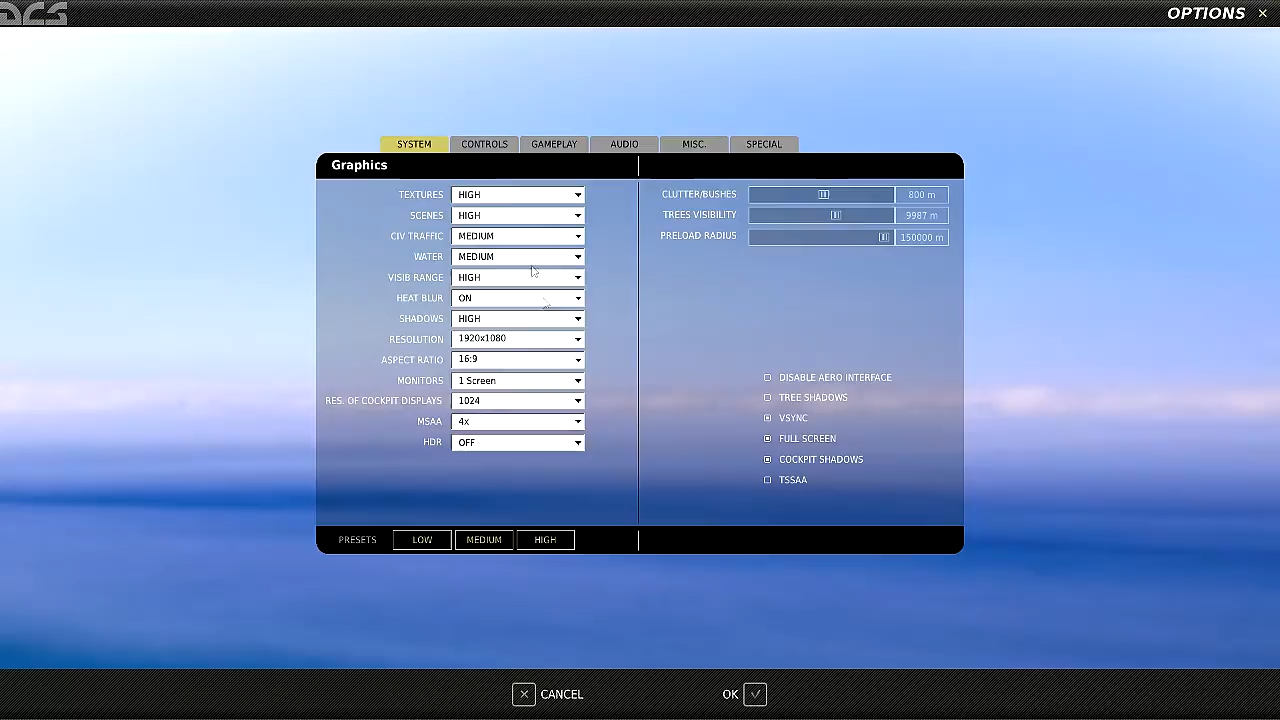 DCS
OPTIONS
SYSTEM CONTROLS GAMEPLAY AUDIO MISC. SPECIAL
Graphics
TEXTURES HIGH
SCENES HIGH
CIV TRAFFIC MEDIUM
WATER MEDIUM
VISIB RANGE HIGH
HEAT BLUR ON
SHADOWS HIGH
RESOLUTION 1920x1080
ASPECT RATIO 16:9
MONITORS 1 Screen
RES. OF COCKPIT DISPLAYS 1024
MSAA 4x
HDR OFF
CLUTTER/BUSHES 800 m
TREES VISIBILITY 9987 m
PRELOAD RADIUS 150000 m
DISABLE AERO INTERFACE
TREE SHADOWS
VSYNC
FULL SCREEN
COCKPIT SHADOWS
TSSAA
PRESETS LOW MEDIUM HIGH
CANCEL OK